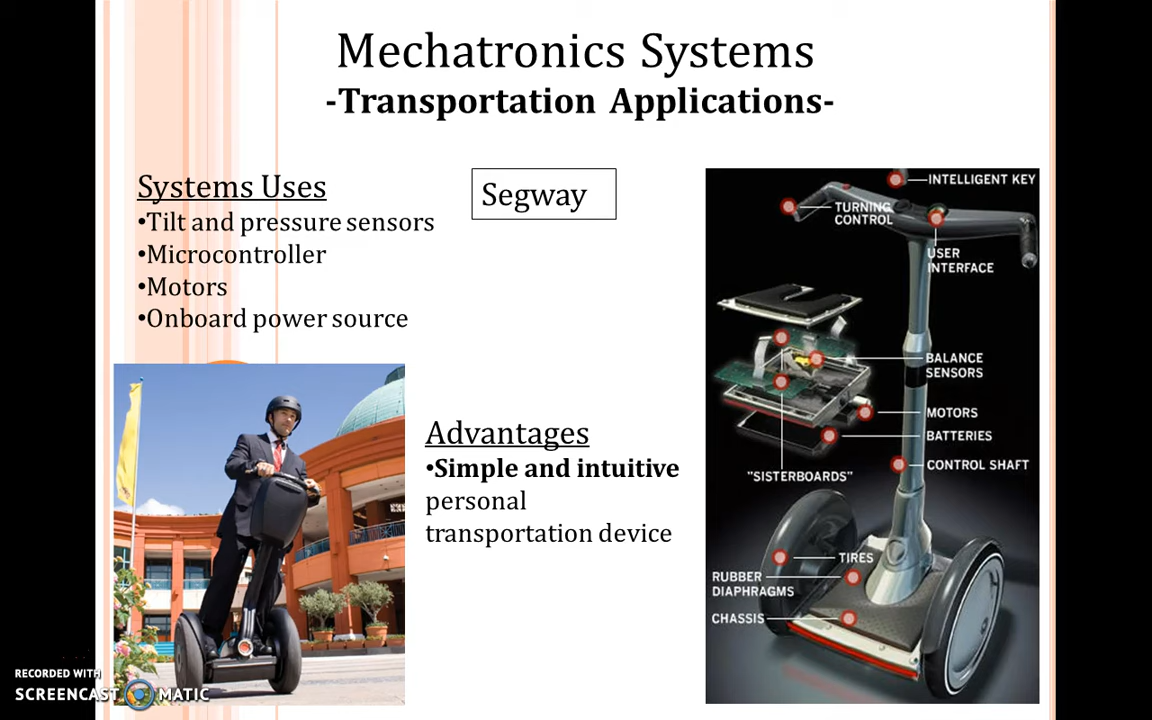 Mechatronics Systems
-Transportation Applications-
Systems Uses
•Tilt and pressure sensors
•Microcontroller
•Motors
•Onboard power source
Segway
Advantages
•Simple and intuitive
personal
transportation device
INTELLIGENT KEY
TURNING
CONTROL
USER
INTERFACE
BALANCE
SENSORS
MOTORS
BATTERIES
CONTROL SHAFT
"SISTERBOARDS"
TIRES
RUBBER
DIAPHRAGMS
CHASSIS
RECORDED WITH
SCREENCAST MATIC